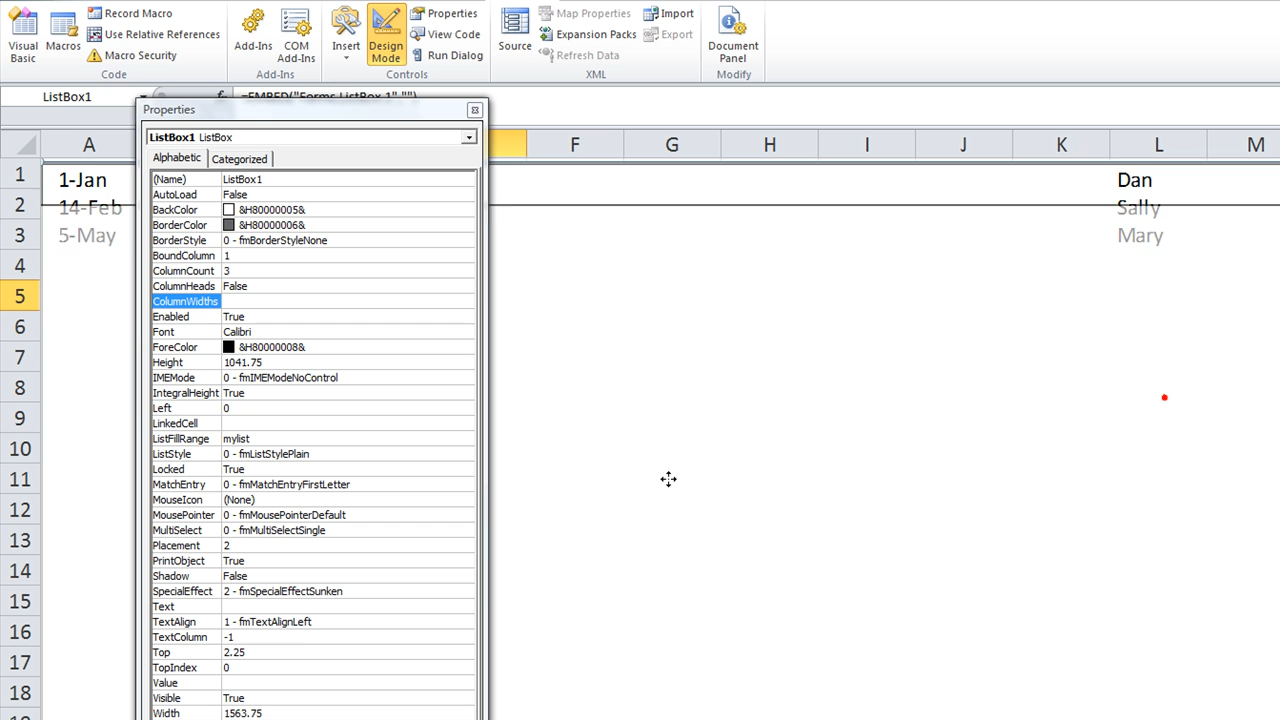 Visual Basic
Macros
Record Macro
Use Relative References
Macro Security
Code
Add-Ins
COM Add-Ins
Add-Ins
Insert
Design Mode
Properties
View Code
Run Dialog
Controls
Source
Map Properties
Expansion Packs
Refresh Data
Import
Export
XML
Document Panel
Modify
ListBox1
=EMBED("Forms.ListBox.1","")
Properties
ListBox1 ListBox
Alphabetic Categorized
(Name) ListBox1
AutoLoad False
BackColor &H80000005&
BorderColor &H80000006&
BorderStyle 0 - fmBorderStyleNone
BoundColumn 1
ColumnCount 3
ColumnHeads False
ColumnWidths
Enabled True
Font Calibri
ForeColor &H80000008&
Height 1041.75
IMEMode 0 - fmIMEModeNoControl
IntegralHeight True
Left 0
LinkedCell
ListFillRange mylist
ListStyle 0 - fmListStylePlain
Locked True
MatchEntry 0 - fmMatchEntryFirstLetter
MouseIcon (None)
MousePointer 0 - fmMousePointerDefault
MultiSelect 0 - fmMultiSelectSingle
Placement 2
PrintObject True
Shadow False
SpecialEffect 2 - fmSpecialEffectSunken
Text
TextAlign 1 - fmTextAlignLeft
TextColumn -1
Top 2.25
TopIndex 0
Value
Visible True
Width 1563.75
A F G H I J K L M
1 1-Jan Dan
2 14-Feb Sally
3 5-May Mary
4
5
6
7
8
9
10
11
12
13
14
15
16
17
18